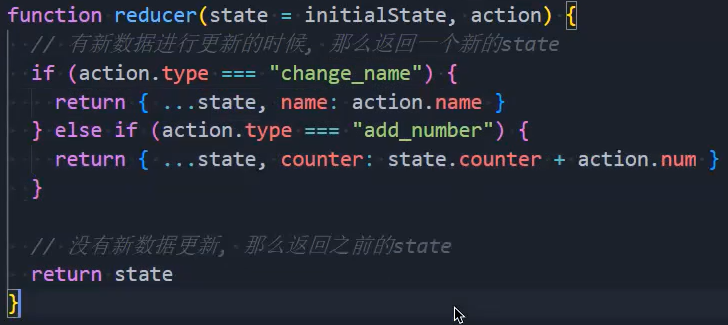 function reducer(state = initialState, action) {
// 有新数据进行更新的时候, 那么返回一个新的state
if (action.type === "change_name") {
return { ...state, name: action.name }
} else if (action.type === "add_number") {
return { ...state, counter: state.counter + action.num }
}
// 没有新数据更新, 那么返回之前的state
return state
}